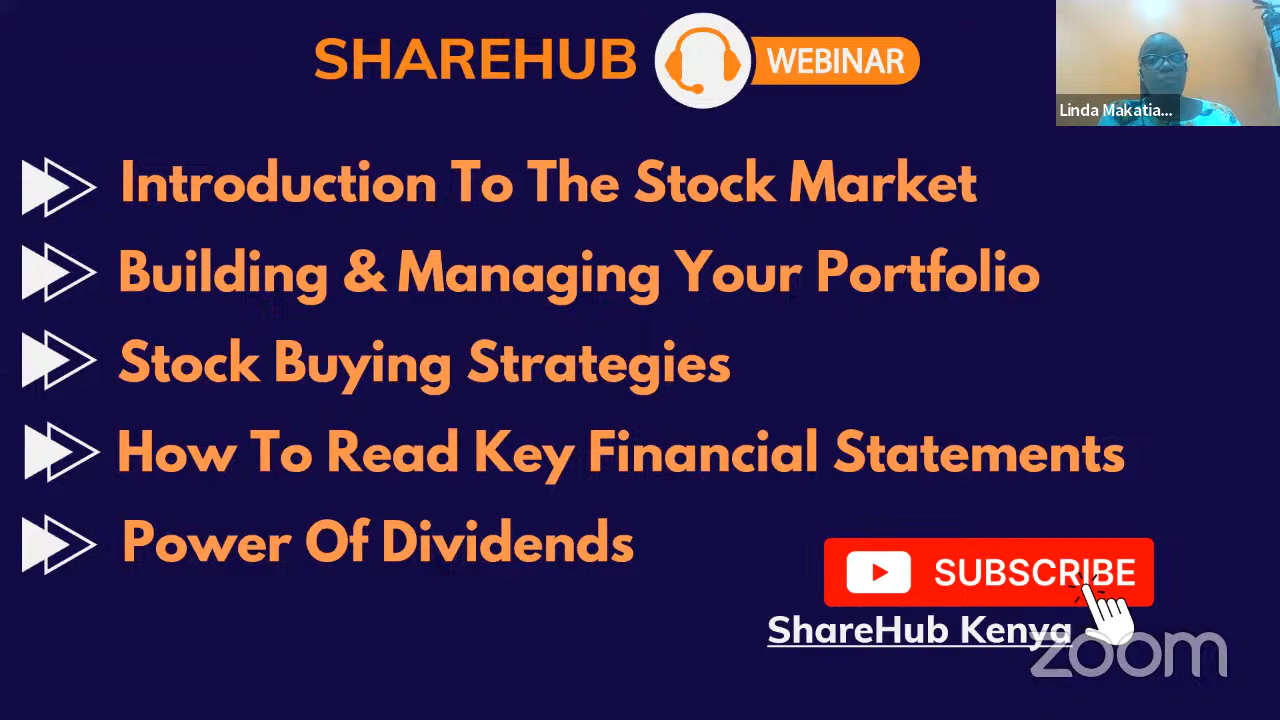 SHAREHUB WEBINAR
Linda Makatia...
Introduction To The Stock Market
Building & Managing Your Portfolio
Stock Buying Strategies
How To Read Key Financial Statements
Power Of Dividends
SUBSCRIBE
ShareHub Kenya
zoom